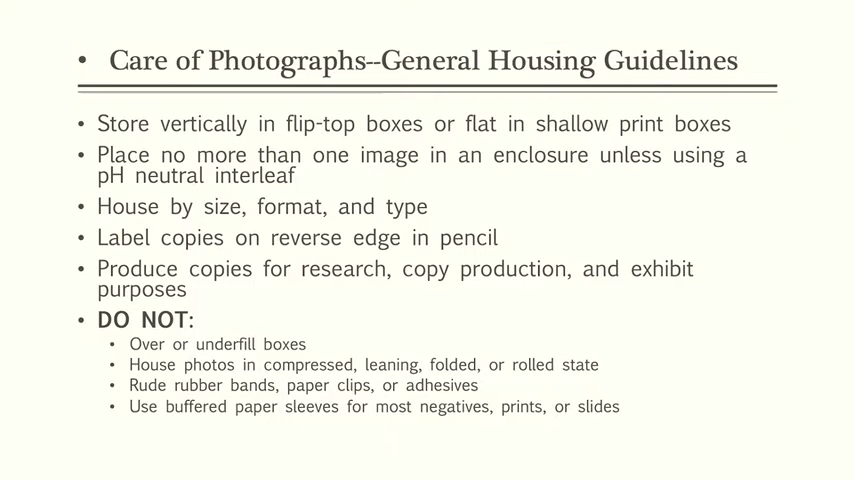 • Care of Photographs--General Housing Guidelines
• Store vertically in flip-top boxes or flat in shallow print boxes
• Place no more than one image in an enclosure unless using a
pH neutral interleaf
• House by size, format, and type
• Label copies on reverse edge in pencil
• Produce copies for research, copy production, and exhibit
purposes
• DO NOT:
• Over or underfill boxes
• House photos in compressed, leaning, folded, or rolled state
• Rude rubber bands, paper clips, or adhesives
• Use buffered paper sleeves for most negatives, prints, or slides